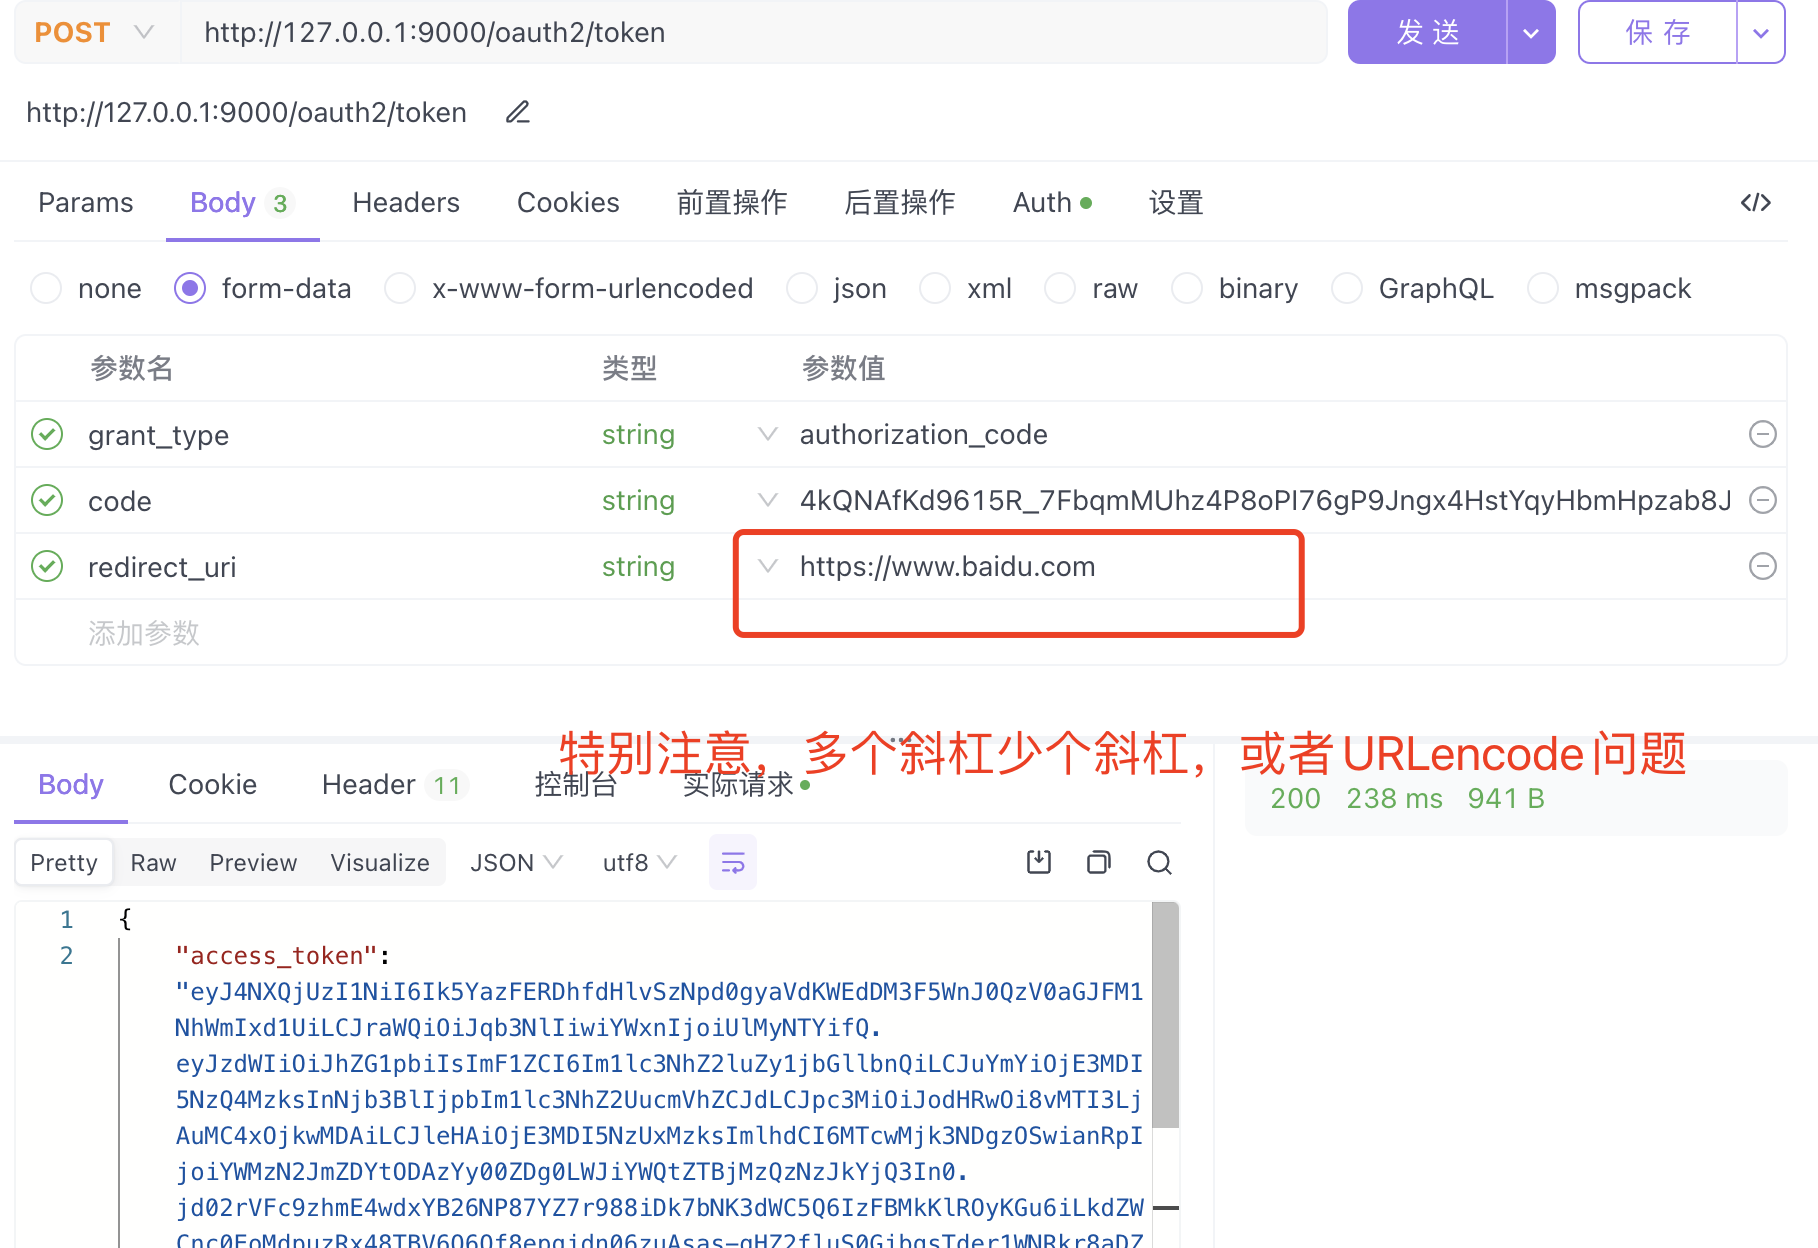 POST http://127.0.0.1:9000/oauth2/token 发 送 保 存
http://127.0.0.1:9000/oauth2/token
Params Body 3 Headers Cookies 前置操作 后置操作 Auth 设置 </>
none form-data x-www-form-urlencoded json xml raw binary GraphQL msgpack
参数名 类型 参数值
grant_type string authorization_code
code string 4kQNAfKd9615R_7FbqmMUhz4P8oPI76gP9Jngx4HstYqyHbmHpzab8J
redirect_uri string https://www.baidu.com
添加参数
特别注意，多个斜杠少个斜杠，或者URLencode问题
Body Cookie Header 11 控制台 实际请求
200 238 ms 941 B
Pretty Raw Preview Visualize JSON utf8
1 {
2 "access_token":
"eyJ4NXQjUzI1NiI6Ik5YazFERDhfdHlvSzNpd0gyaVdKWEdDM3F5WnJ0QzV0aGJFM1
NhWmIxd1UiLCJraWQiOiJqb3NlIiwiYWxnIjoiUlMyNTYifQ.
eyJzdWIiOiJhZG1pbiIsImF1ZCI6Im1lc3NhZ2luZy1jbGllbnQiLCJuYmYiOjE3MDI
5NzQ4MzksInNjb3BlIjpbIm1lc3NhZ2UucmVhZCJdLCJpc3MiOiJodHRwOi8vMTI3Lj
AuMC4xOjkwMDAiLCJleHAiOjE3MDI5NzUxMzksImlhdCI6MTcwMjk3NDgzOSwianRpI
joiYWMzN2JmZDYtODAzYy00ZDg0LWJiYWQtZTBjMzQzNzJkYjQ3In0.
jd02rVFc9zhmE4wdxYB26NP87YZ7r988iDk7bNK3dWC5Q6IzFBMkKlROyKGu6iLkdZW